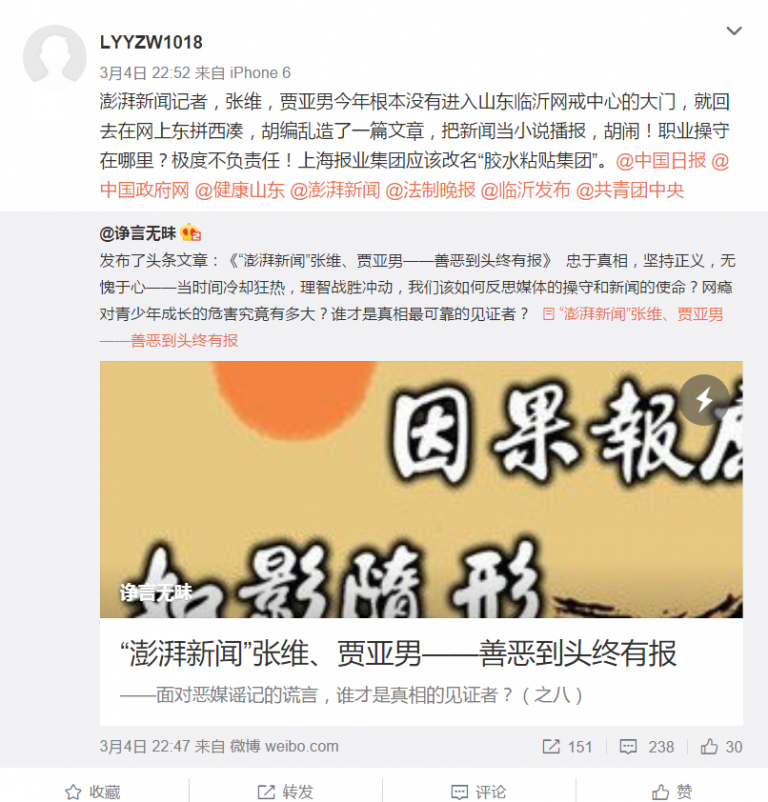 LYYZW1018
3月4日 22:52 来自 iPhone 6
澎湃新闻记者，张维，贾亚男今年根本没有进入山东临沂网戒中心的大门，就回
去在网上东拼西凑，胡编乱造了一篇文章，把新闻当小说播报，胡闹！职业操守
在哪里？极度不负责任！上海报业集团应该改名“胶水粘贴集团”。@中国日报 @
中国政府网 @健康山东 @澎湃新闻 @法制晚报 @临沂发布 @共青团中央
@诤言无昧
发布了头条文章：《“澎湃新闻”张维、贾亚男——善恶到头终有报》 忠于真相，坚持正义，无
愧于心——当时间冷却狂热，理智战胜冲动，我们该如何反思媒体的操守和新闻的使命？网瘾
对青少年成长的危害究竟有多大？谁才是真相最可靠的见证者？ “澎湃新闻”张维、贾亚男
——善恶到头终有报
因果報應
如影隨形
诤言无昧
“澎湃新闻”张维、贾亚男——善恶到头终有报
——面对恶媒谣记的谎言，谁才是真相的见证者？（之八）
3月4日 22:47 来自 微博 weibo.com 151 238 30
收藏 转发 评论 赞